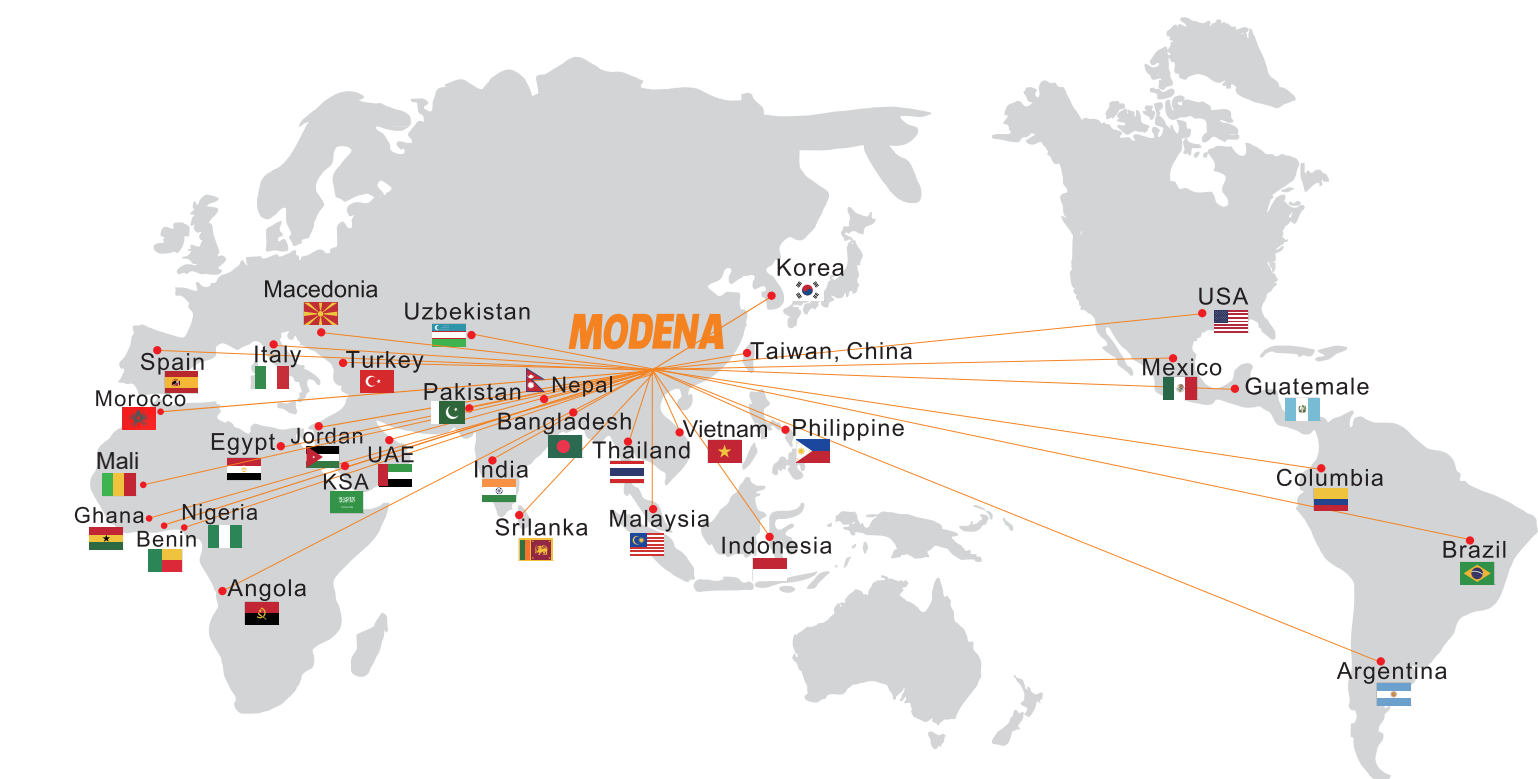 Korea
Macedonia
USA
Uzbekistan
MODENA
Taiwan, China
Spain
Italy
Turkey
Mexico
Morocco
Pakistan
Nepal
Guatemale
Bangladesh
Egypt
Jordan
UAE
Vietnam
Philippine
Thailand
Mali
KSA
India
Columbia
Ghana
Nigeria
Benin
Srilanka
Malaysia
Indonesia
Brazil
Angola
Argentina